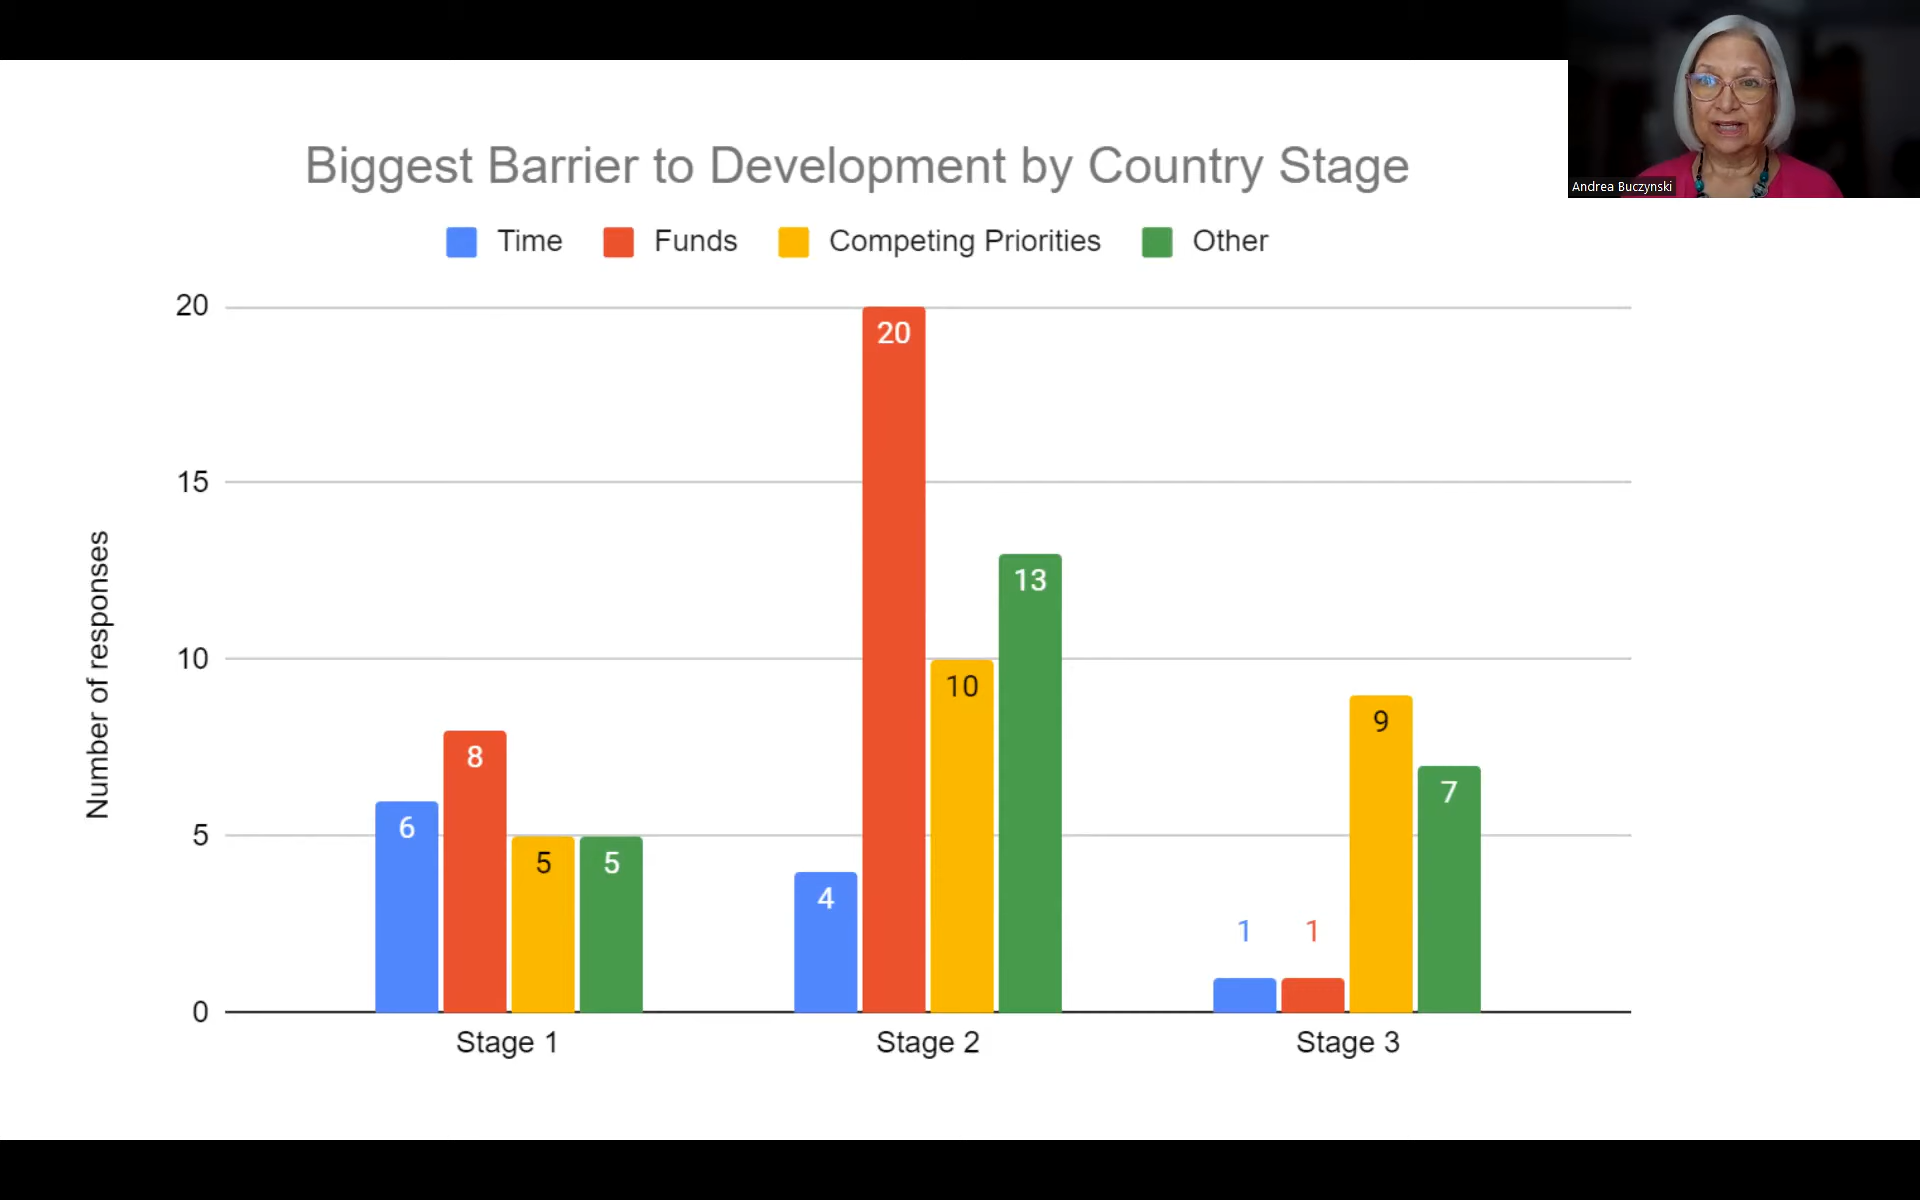 Andrea Buczynski
Biggest Barrier to Development by Country Stage
Time Funds Competing Priorities Other
Number of responses
20
15
10
5
0
6
8
5
5
4
20
10
13
1
1
9
7
Stage 1
Stage 2
Stage 3